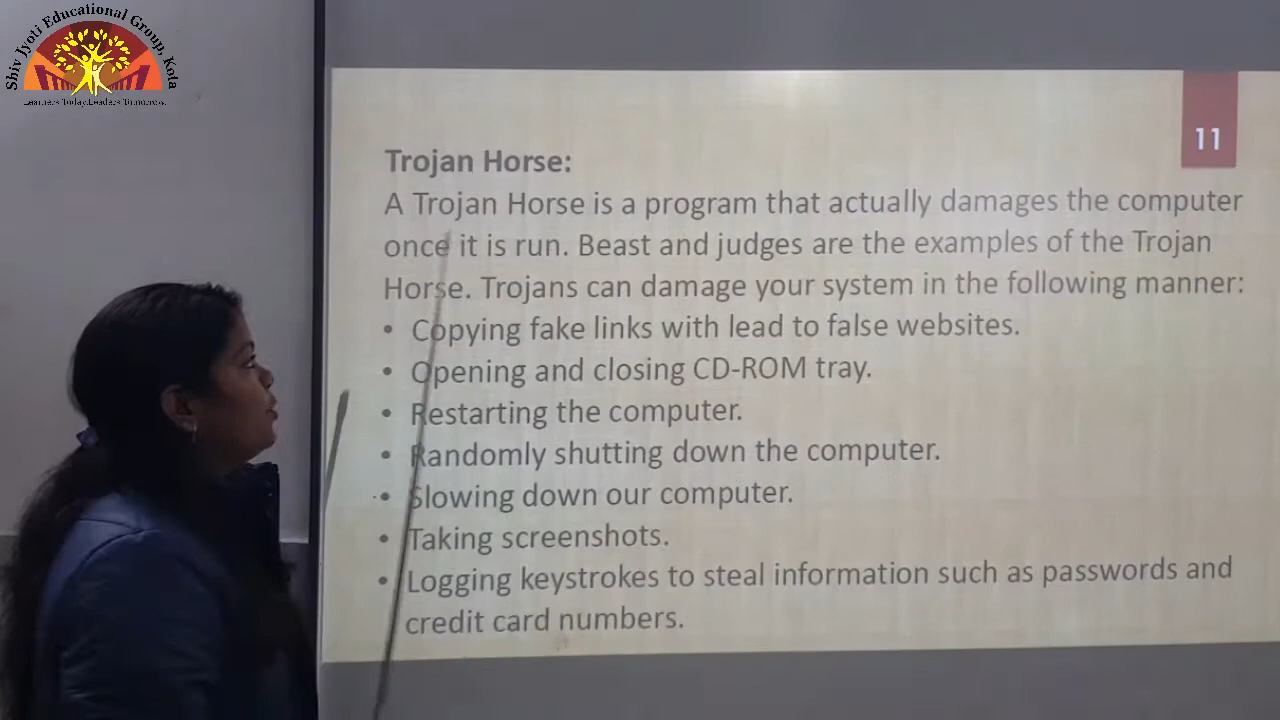 Shiv Jyoti Educational Group, Kota
Learners Today.Leaders Tomorrow.
11
Trojan Horse:
A Trojan Horse is a program that actually damages the computer
once it is run. Beast and judges are the examples of the Trojan
Horse. Trojans can damage your system in the following manner:
• Copying fake links with lead to false websites.
• Opening and closing CD-ROM tray.
• Restarting the computer.
• Randomly shutting down the computer.
• Slowing down our computer.
• Taking screenshots.
• Logging keystrokes to steal information such as passwords and
credit card numbers.